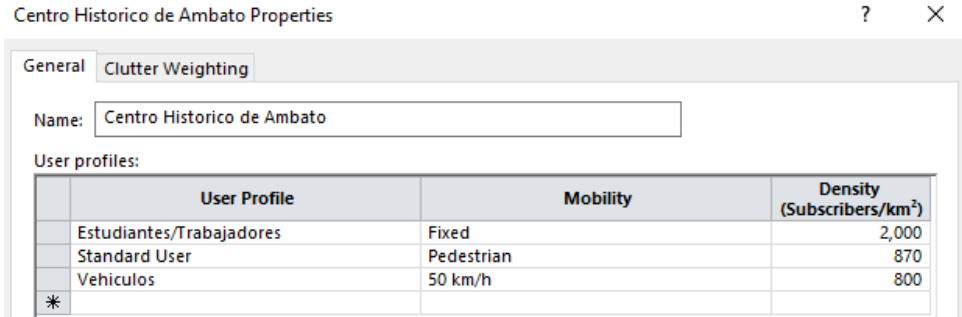 Centro Historico de Ambato Properties ? ×
General Clutter Weighting
Name: Centro Historico de Ambato
User profiles:
User Profile Mobility Density (Subscribers/km²)
Estudiantes/Trabajadores Fixed 2,000
Standard User Pedestrian 870
Vehiculos 50 km/h 800
*